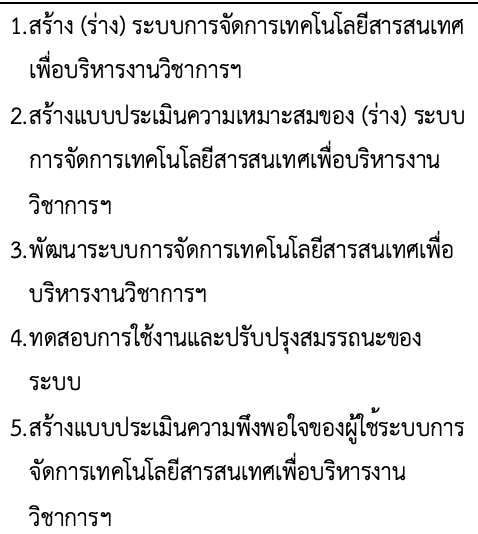 1.สร้าง (ร่าง) ระบบการจัดการเทคโนโลยีสารสนเทศ
เพื่อบริหารงานวิชาการฯ
2.สร้างแบบประเมินความเหมาะสมของ (ร่าง) ระบบ
การจัดการเทคโนโลยีสารสนเทศเพื่อบริหารงาน
วิชาการฯ
3.พัฒนาระบบการจัดการเทคโนโลยีสารสนเทศเพื่อ
บริหารงานวิชาการฯ
4.ทดสอบการใช้งานและปรับปรุงสมรรถนะของ
ระบบ
5.สร้างแบบประเมินความพึงพอใจของผู้ใช้ระบบการ
จัดการเทคโนโลยีสารสนเทศเพื่อบริหารงาน
วิชาการฯ